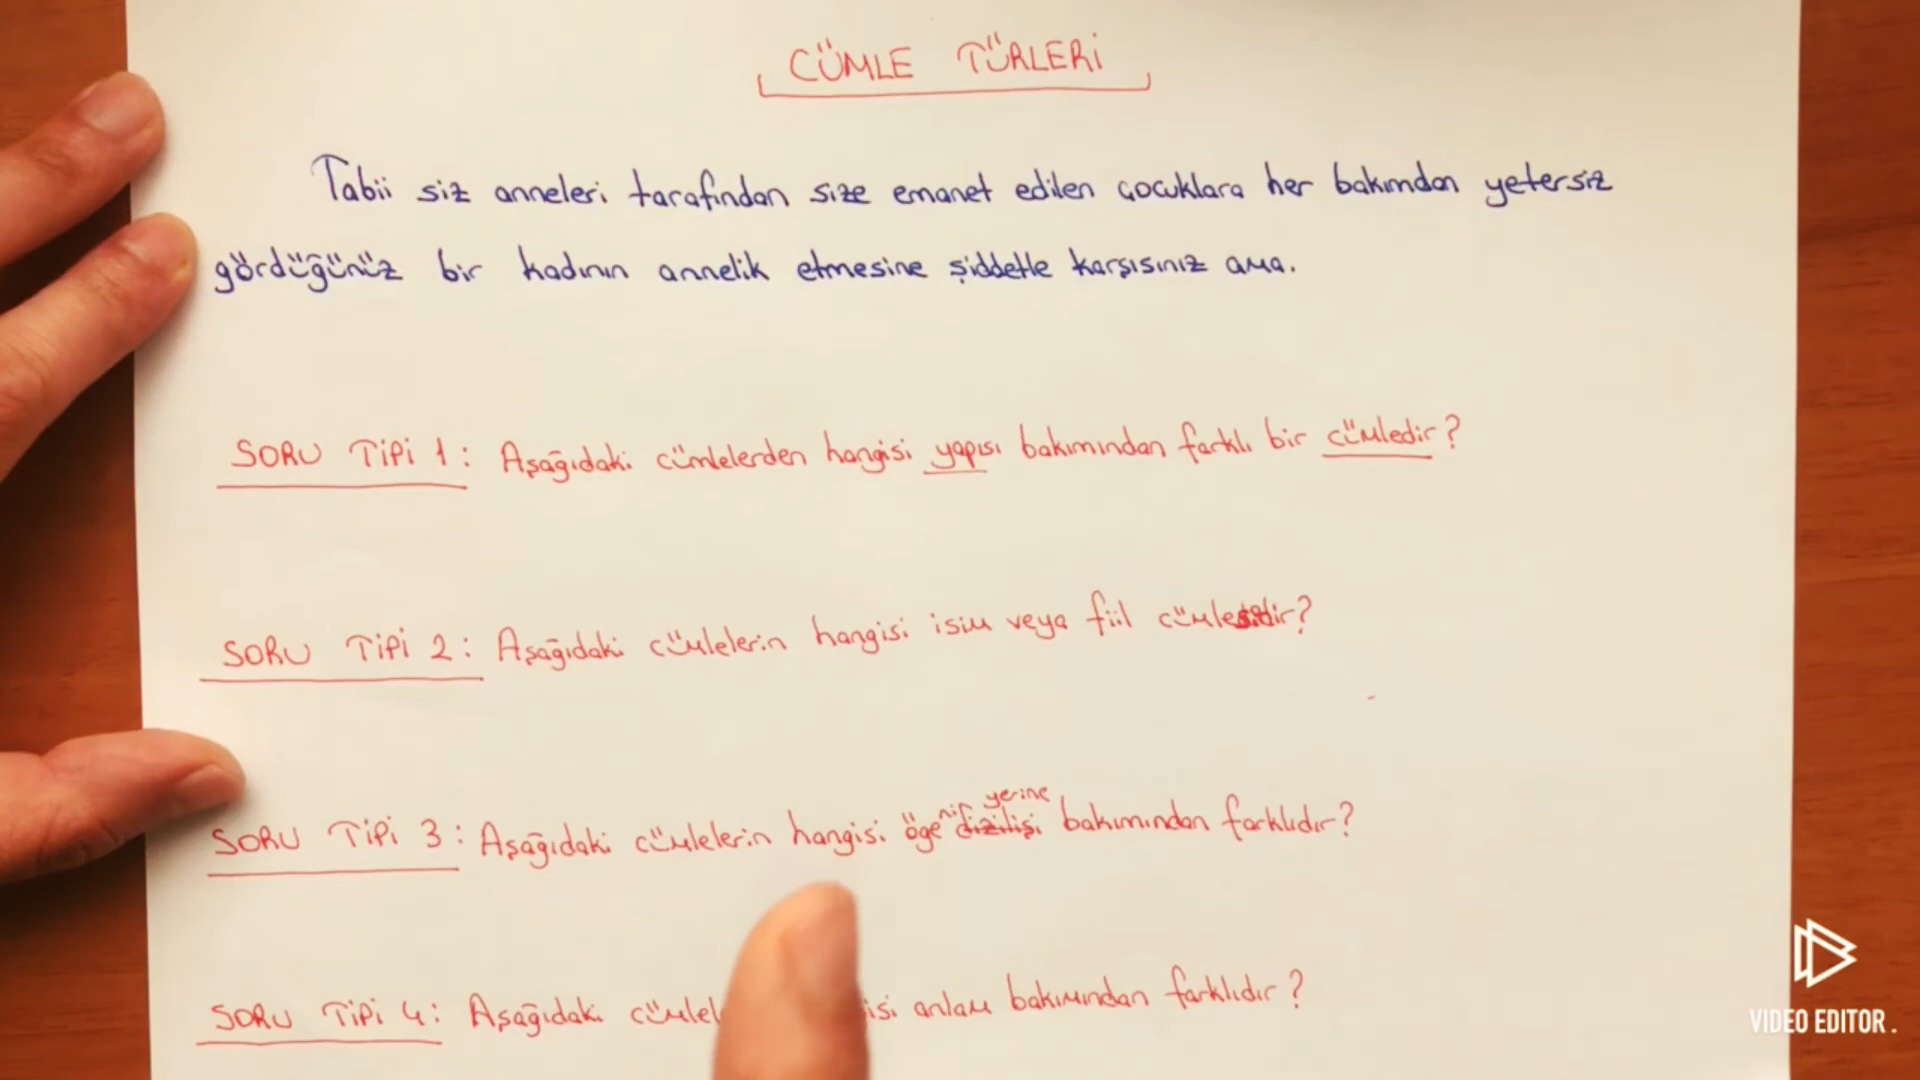 CÜMLE TÜRLERİ
Tabii siz anneleri tarafından size emanet edilen çocuklara her bakımdan yetersiz
gördüğünüz bir kadının annelik etmesine şiddetle karşısınız ama.
SORU TİPİ 1: Aşağıdaki cümlelerden hangisi yapısı bakımından farklı bir cümledir?
SORU TİPİ 2: Aşağıdaki cümlelerin hangisi isim veya fiil cümlesidir?
yerine
SORU TİPİ 3: Aşağıdaki cümlelerin hangisi öge dizilişi bakımından farklıdır?
SORU TİPİ 4: Aşağıdaki anlam bakımından farklıdır?
VIDEO EDITOR.